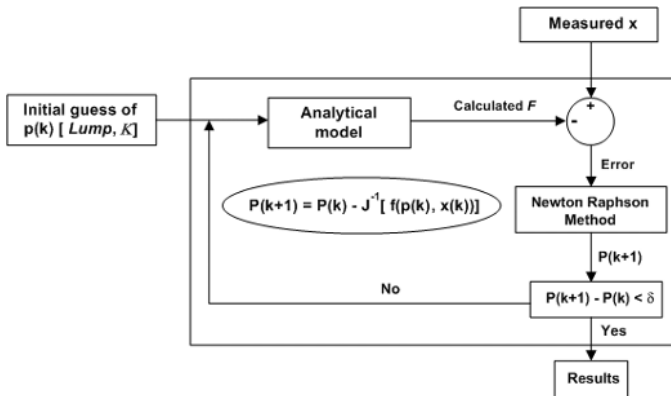 Measured x
Initial guess of
p(k) [ Lump, K]
Analytical
model
Calculated F
+
-
Error
P(k+1) = P(k) - J⁻¹[ f(p(k), x(k))]
Newton Raphson
Method
P(k+1)
No
P(k+1) - P(k) < δ
Yes
Results